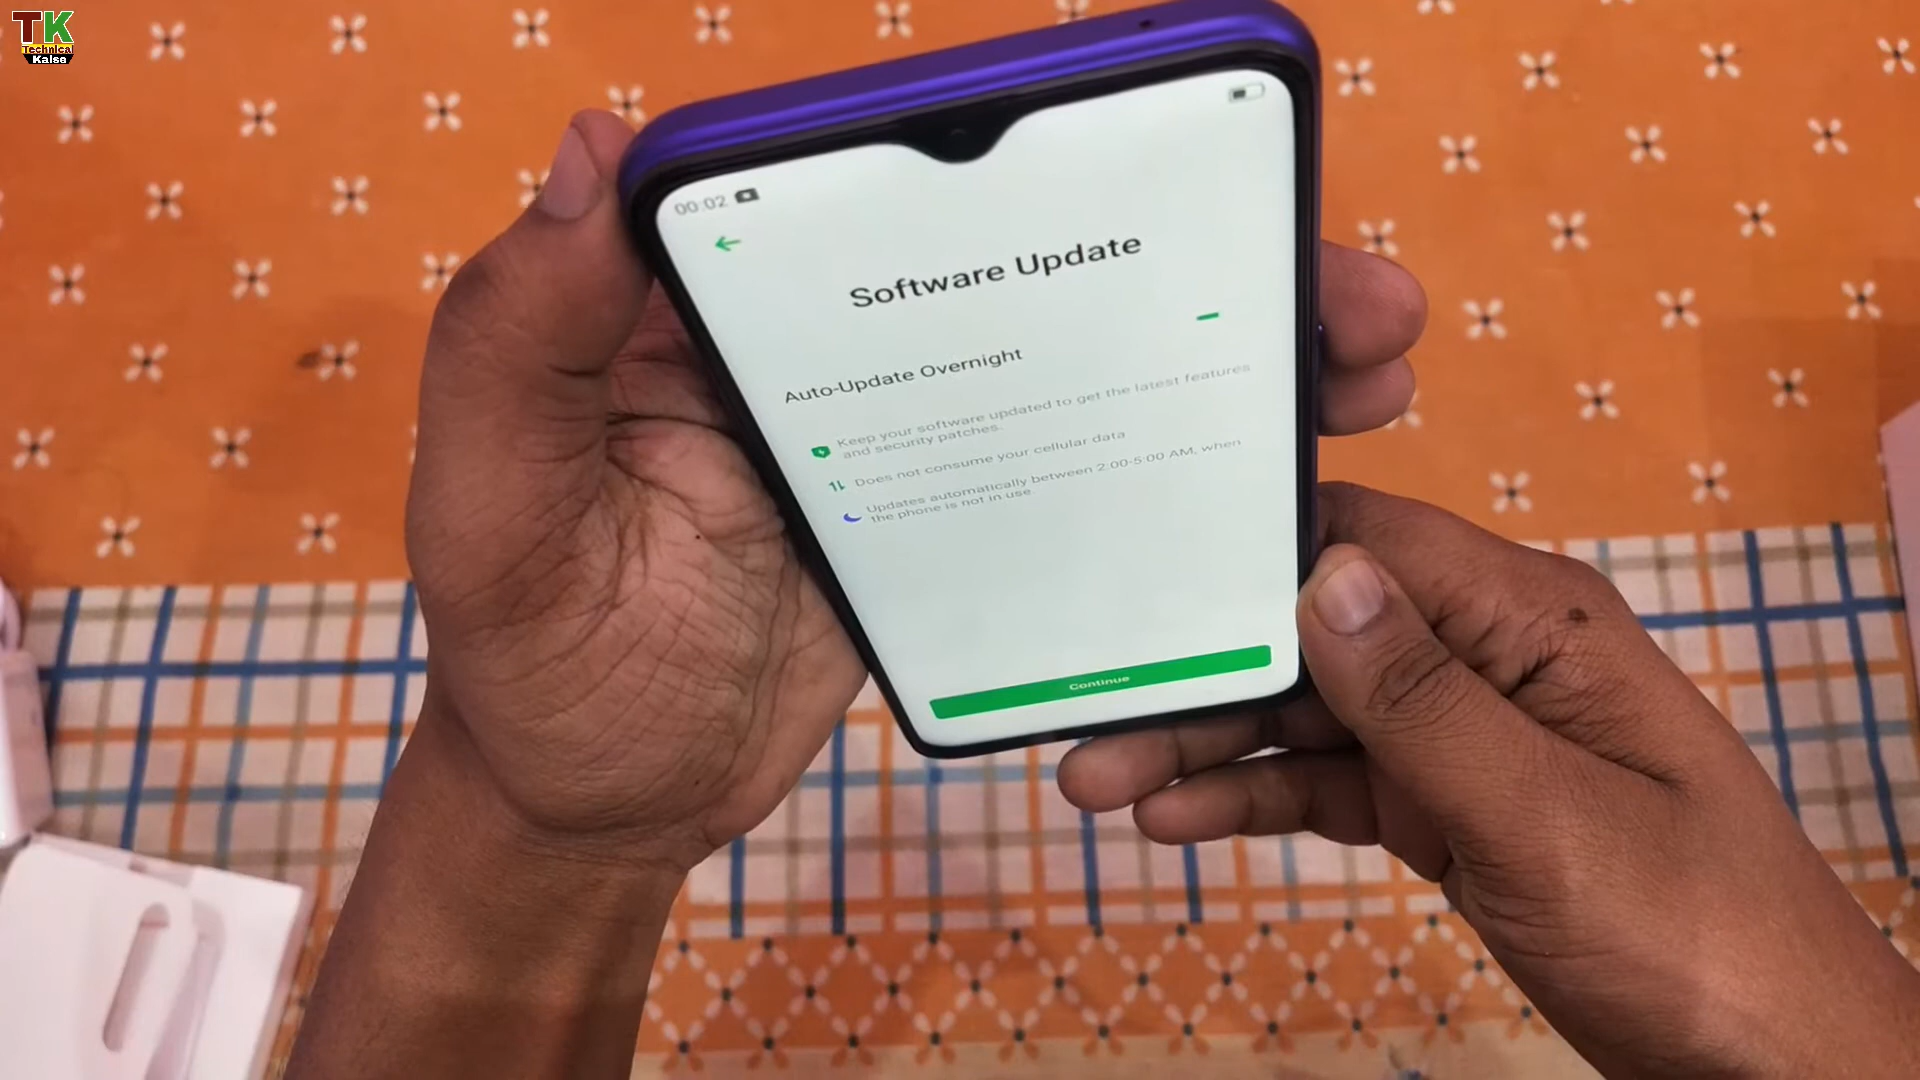 TK
Technical
Kalse
00:02
Software Update
Auto-Update Overnight
Keep your software updated to get the latest features
and security patches.
Does not consume your cellular data
Updates automatically between 2:00-5:00 AM, when
the phone is not in use.
Continue